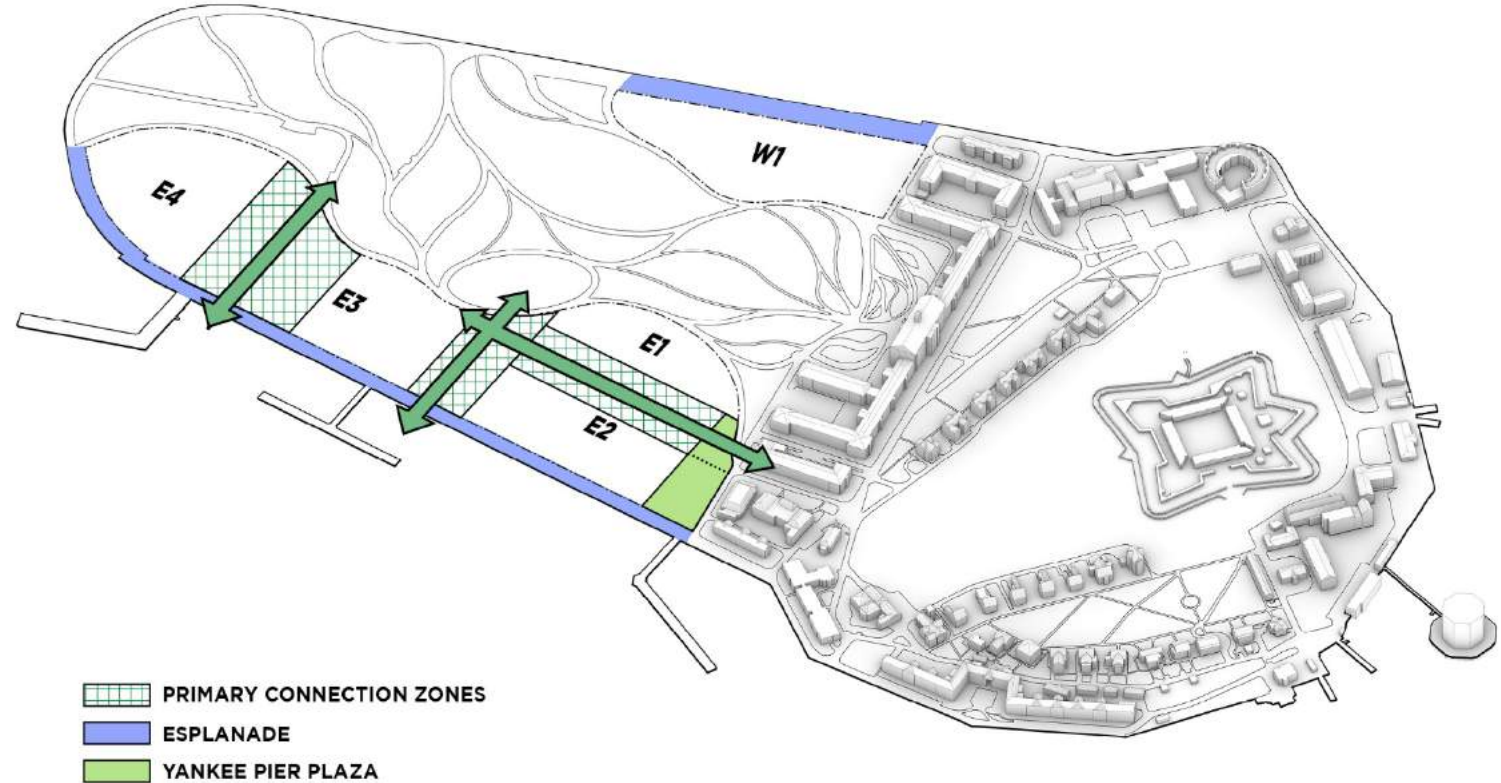 W1
E4
E3
E1
E2
PRIMARY CONNECTION ZONES
ESPLANADE
YANKEE PIER PLAZA